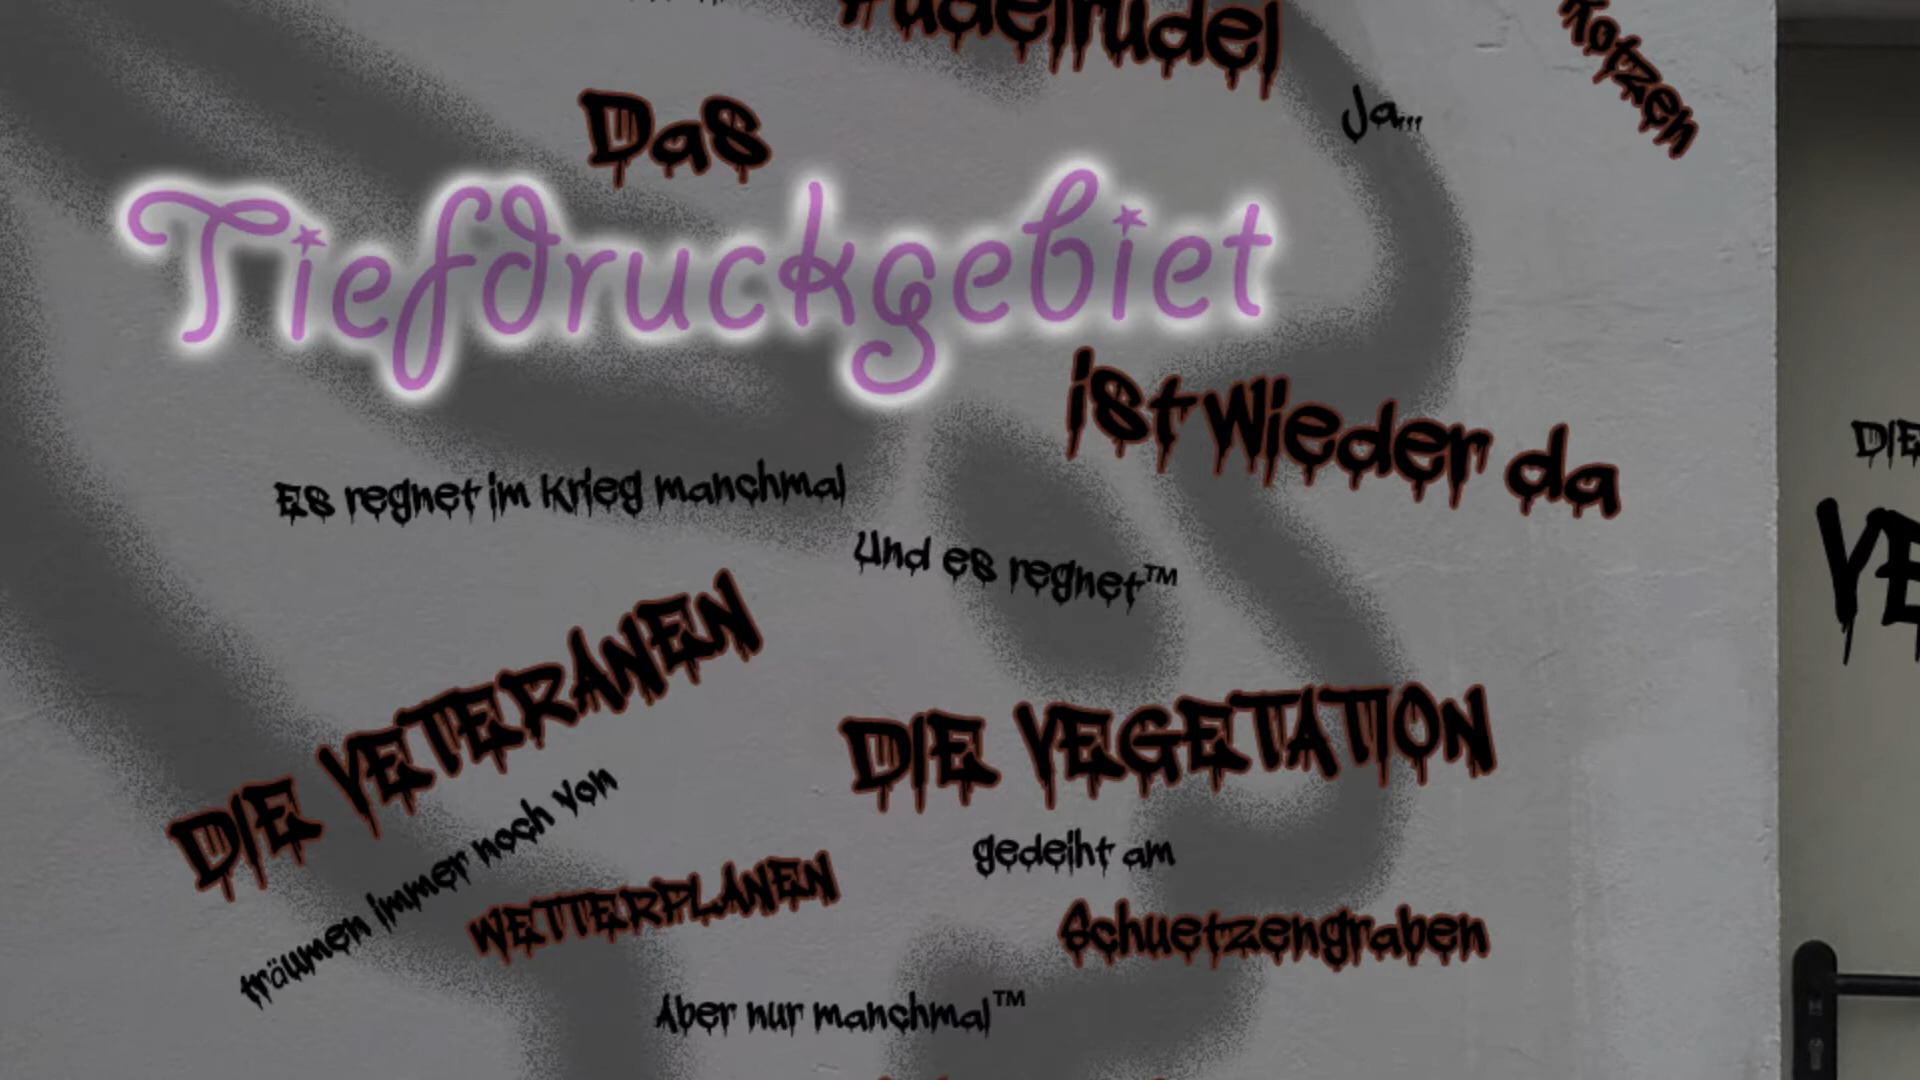 Das
Ja...
Kotzen
Tiefdruckgebiet
ist wieder da
Es regnet im Krieg manchmal
Und es regnet™
DIE VETERANEN
träumen immer noch von
WETTERPLANEN
DIE VEGETATION
gedeiht am
Schuetzengraben
Aber nur manchmal™